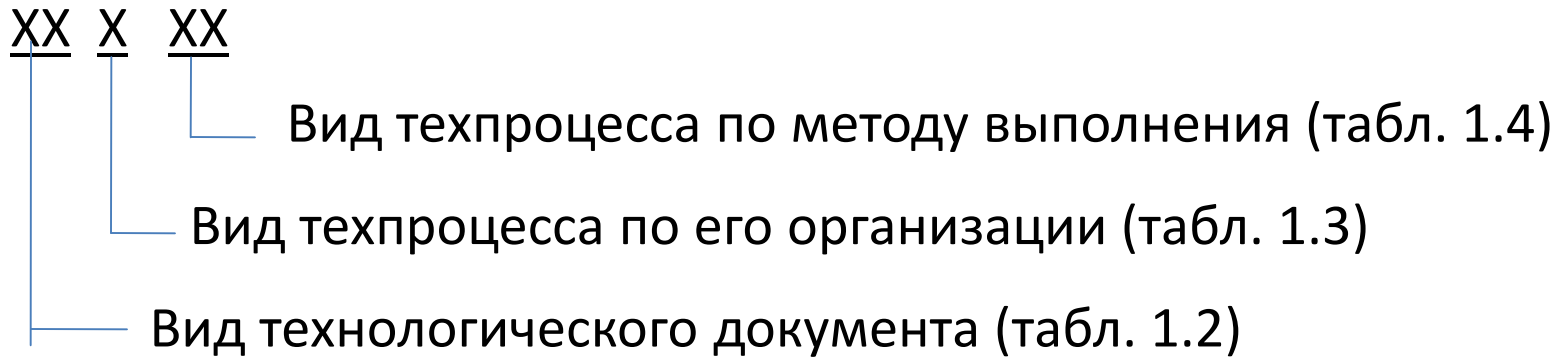 XX X XX
Вид техпроцесса по методу выполнения (табл. 1.4)
Вид техпроцесса по его организации (табл. 1.3)
Вид технологического документа (табл. 1.2)